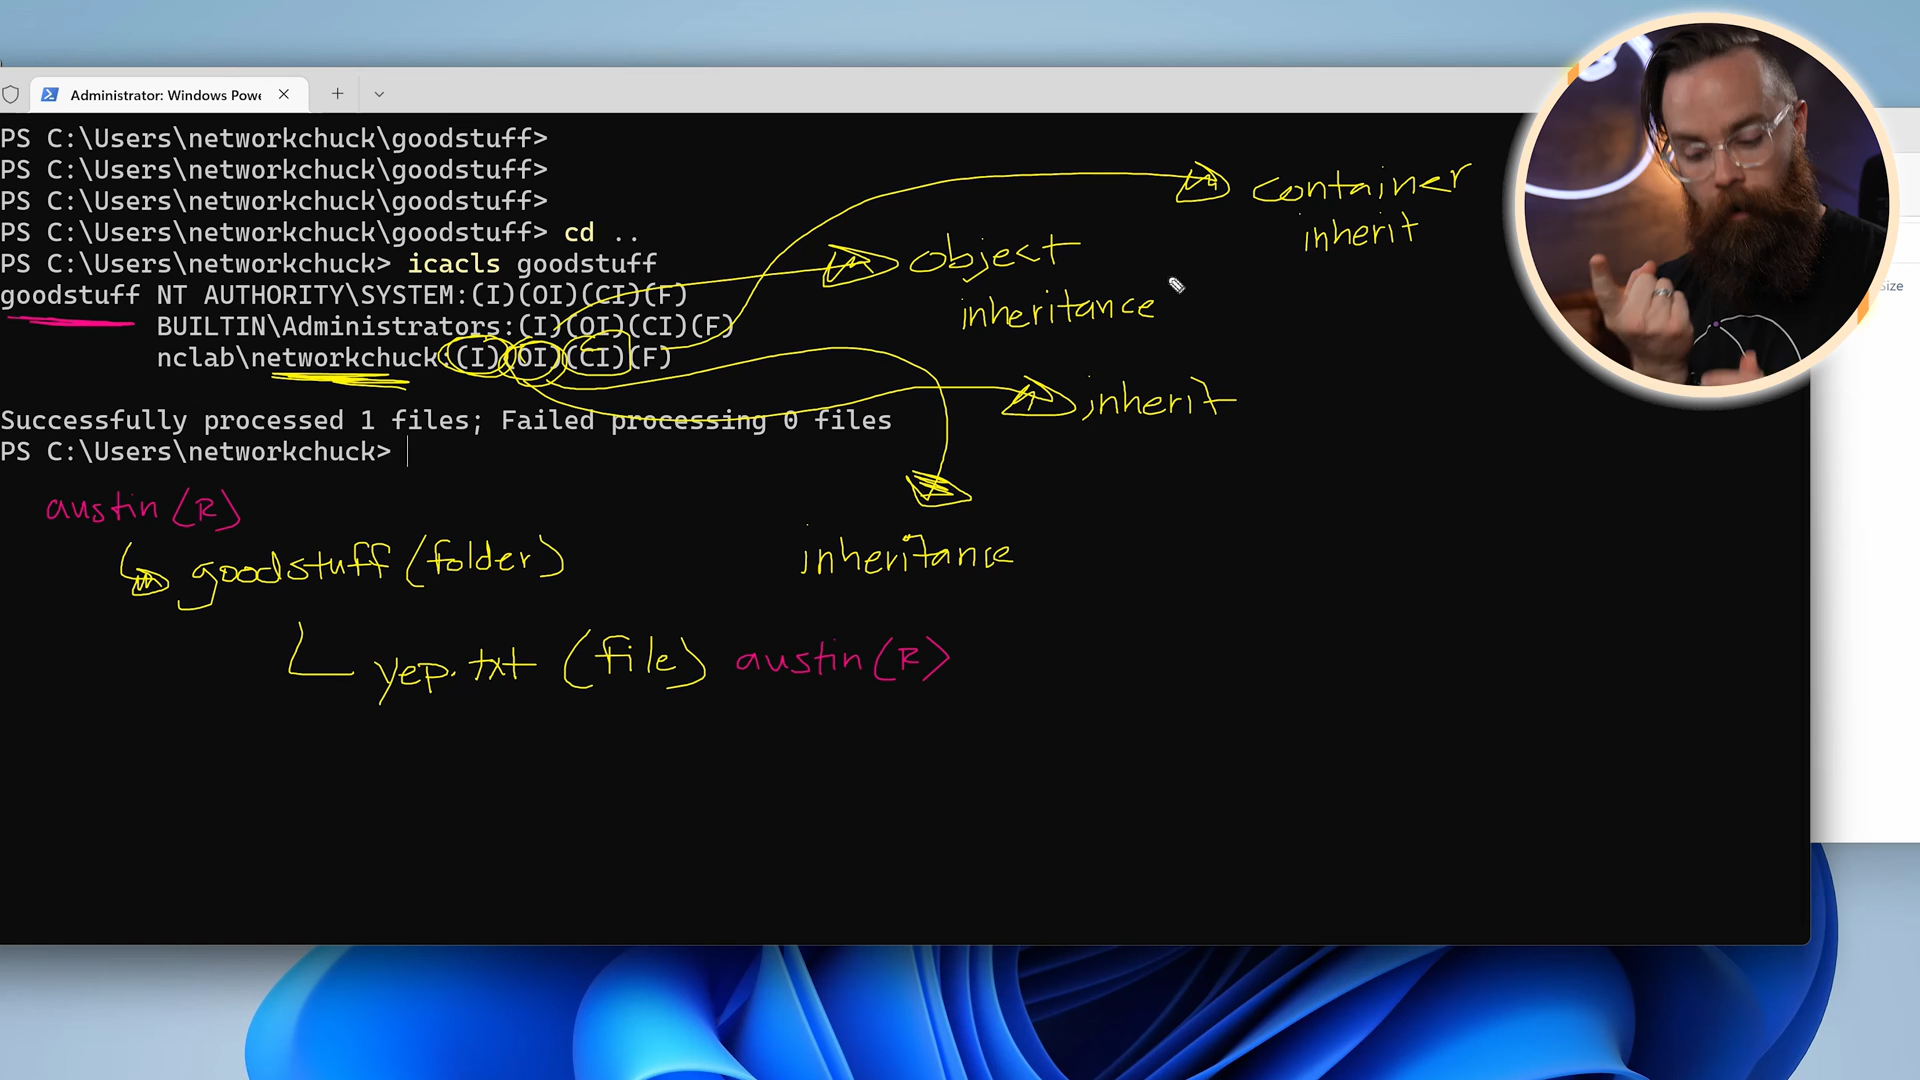 Administrator: Windows Powe
PS C:\Users\networkchuck\goodstuff>
PS C:\Users\networkchuck\goodstuff>
PS C:\Users\networkchuck\goodstuff>
PS C:\Users\networkchuck\goodstuff> cd ..
PS C:\Users\networkchuck> icacls goodstuff
goodstuff NT AUTHORITY\SYSTEM:(I)(OI)(CI)(F)
BUILTIN\Administrators:(I)(OI)(CI)(F)
nclab\networkchuck:(I)(OI)(CI)(F)
Successfully processed 1 files; Failed processing 0 files
PS C:\Users\networkchuck>
container
inherit
object
inheritance
inherit
inheritance
austin (R)
goodstuff (folder)
yep.txt (file) austin (R)
Size